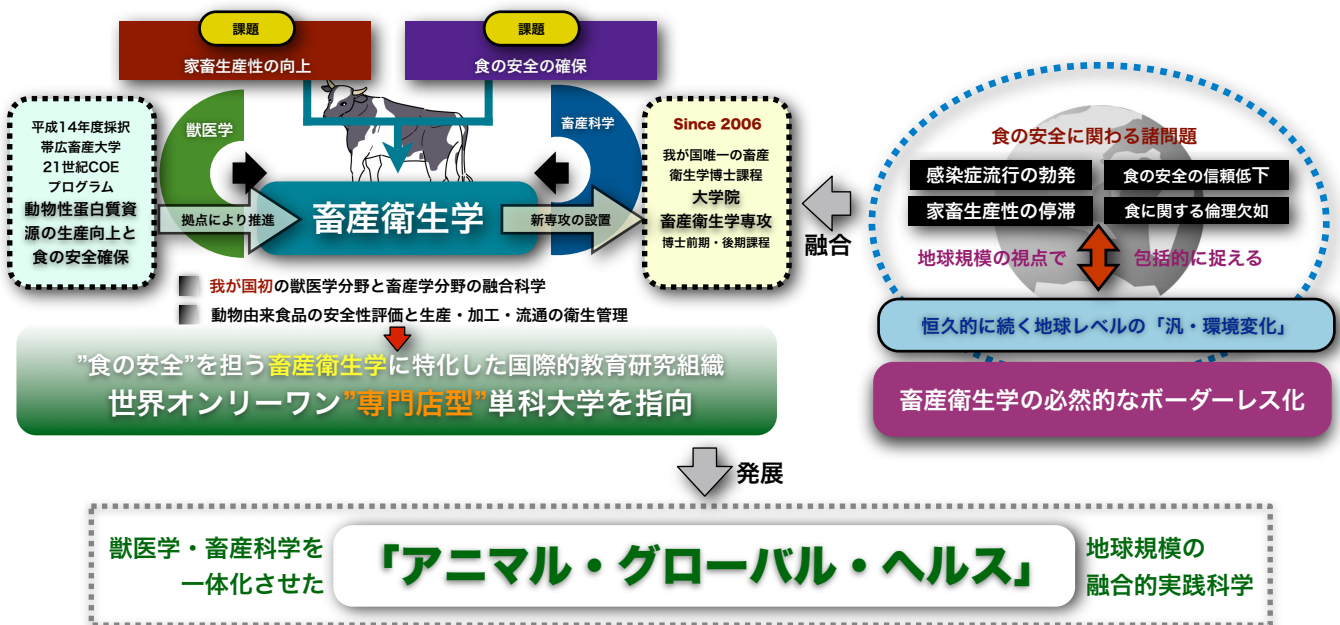 課題
家畜生産性の向上
課題
食の安全の確保
平成14年度採択
帯広畜産大学
21世紀COE
プログラム
動物性蛋白質資
源の生産向上と
食の安全確保
獣医学
畜産科学
拠点により推進
畜産衛生学
新専攻の設置
Since 2006
我が国唯一の畜産
衛生学博士課程
大学院
畜産衛生学専攻
博士前期・後期課程
融合
食の安全に関わる諸問題
感染症流行の勃発
食の安全の信頼低下
家畜生産性の停滞
食に関する倫理欠如
地球規模の視点で
包括的に捉える
恒久的に続く地球レベルの「汎・環境変化」
畜産衛生学の必然的なボーダーレス化
我が国初の獣医学分野と畜産学分野の融合科学
動物由来食品の安全性評価と生産・加工・流通の衛生管理
”食の安全”を担う畜産衛生学に特化した国際的教育研究組織
世界オンリーワン”専門店型”単科大学を指向
発展
獣医学・畜産科学を
一体化させた
「アニマル・グローバル・ヘルス」
地球規模の
融合的実践科学